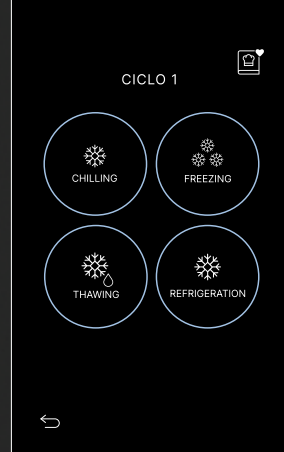 CICLO 1
CHILLING
FREEZING
THAWING
REFRIGERATION